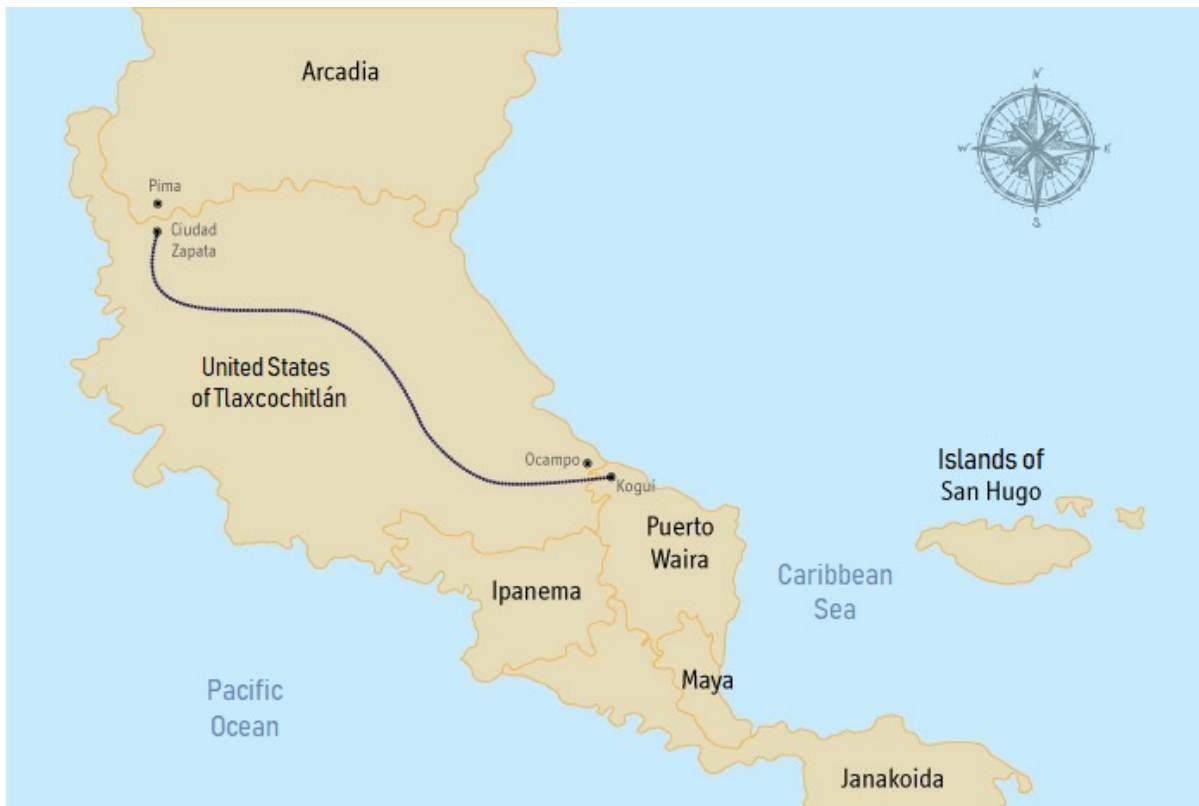 Arcadia
N
W
E
S
Pima
Ciudad
Zapata
United States
of Tlaxcochitlán
Ocampo
Koguí
Islands of
San Hugo
Puerto
Waira
Caribbean
Sea
Ipanema
Maya
Pacific
Ocean
Janakoida